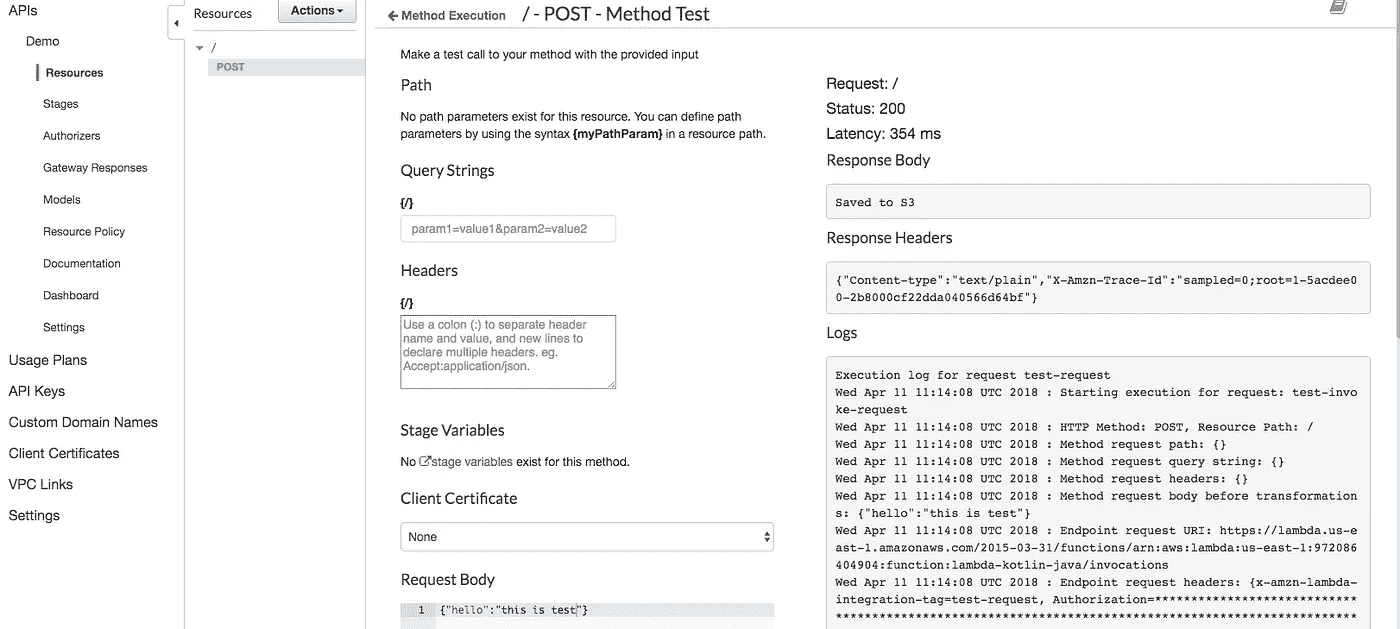 APIs
Demo
Resources
Stages
Authorizers
Gateway Responses
Models
Resource Policy
Documentation
Dashboard
Settings
Usage Plans
API Keys
Custom Domain Names
Client Certificates
VPC Links
Settings
Resources
Actions
/
POST
Method Execution
/ - POST - Method Test
Make a test call to your method with the provided input
Path
No path parameters exist for this resource. You can define path
parameters by using the syntax {myPathParam} in a resource path.
Query Strings
{/}
param1=value1&param2=value2
Headers
{/}
Use a colon (:) to separate header
name and value, and new lines to
declare multiple headers. eg.
Accept:application/json.
Stage Variables
No stage variables exist for this method.
Client Certificate
None
Request Body
1 {"hello":"this is test"}
Request: /
Status: 200
Latency: 354 ms
Response Body
Saved to S3
Response Headers
{"Content-type":"text/plain","X-Amzn-Trace-Id":"sampled=0;root=1-5acdee0
0-2b8000cf22dda040566d64bf"}
Logs
Execution log for request test-request
Wed Apr 11 11:14:08 UTC 2018 : Starting execution for request: test-invo
ke-request
Wed Apr 11 11:14:08 UTC 2018 : HTTP Method: POST, Resource Path: /
Wed Apr 11 11:14:08 UTC 2018 : Method request path: {}
Wed Apr 11 11:14:08 UTC 2018 : Method request query string: {}
Wed Apr 11 11:14:08 UTC 2018 : Method request headers: {}
Wed Apr 11 11:14:08 UTC 2018 : Method request body before transformation
s: {"hello":"this is test"}
Wed Apr 11 11:14:08 UTC 2018 : Endpoint request URI: https://lambda.us-e
ast-1.amazonaws.com/2015-03-31/functions/arn:aws:lambda:us-east-1:972086
404904:function:lambda-kotlin-java/invocations
Wed Apr 11 11:14:08 UTC 2018 : Endpoint request headers: {x-amzn-lambda-
integration-tag=test-request, Authorization=****************************
************************************************************************